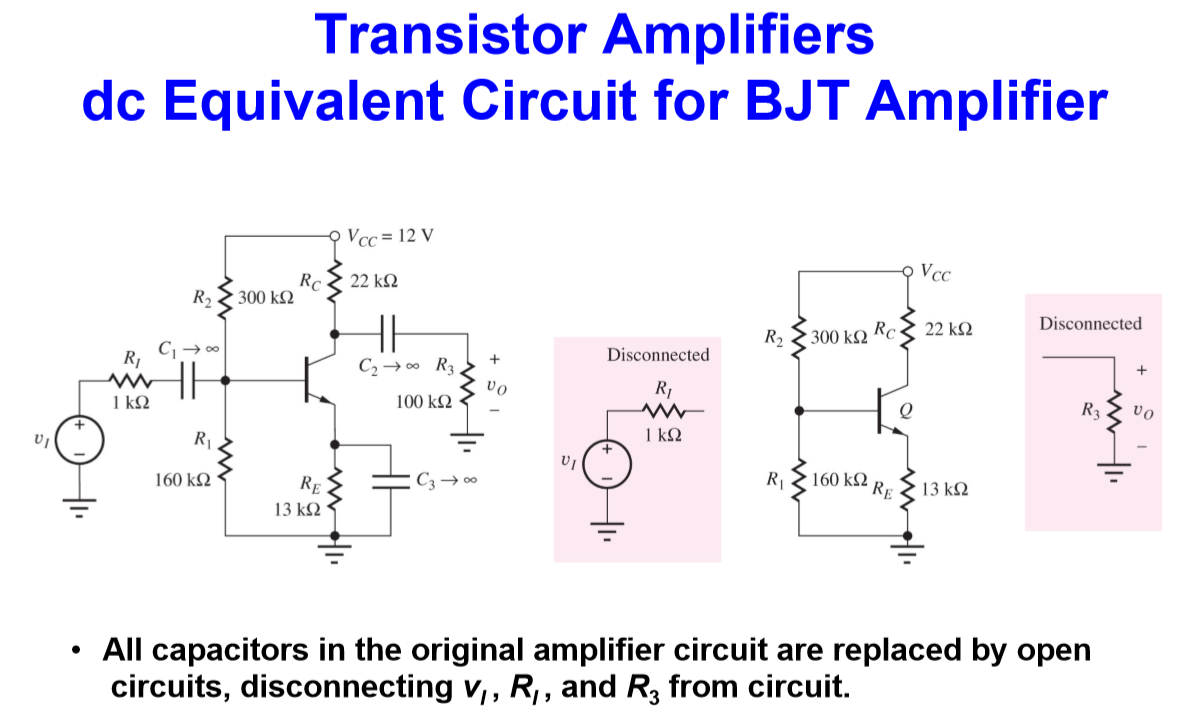 Transistor Amplifiers
dc Equivalent Circuit for BJT Amplifier
V_CC = 12 V
R_C
22 kΩ
R_2
300 kΩ
C_1 → ∞
R_I
1 kΩ
C_2 → ∞
R_3
100 kΩ
+
v_O
−
v_I
+
−
R_1
160 kΩ
R_E
13 kΩ
C_3 → ∞
Disconnected
R_I
1 kΩ
v_I
+
−
V_CC
R_2
300 kΩ
R_C
22 kΩ
Q
R_1
160 kΩ
R_E
13 kΩ
Disconnected
+
R_3
v_O
−
• All capacitors in the original amplifier circuit are replaced by open
circuits, disconnecting v_I, R_I, and R_3 from circuit.